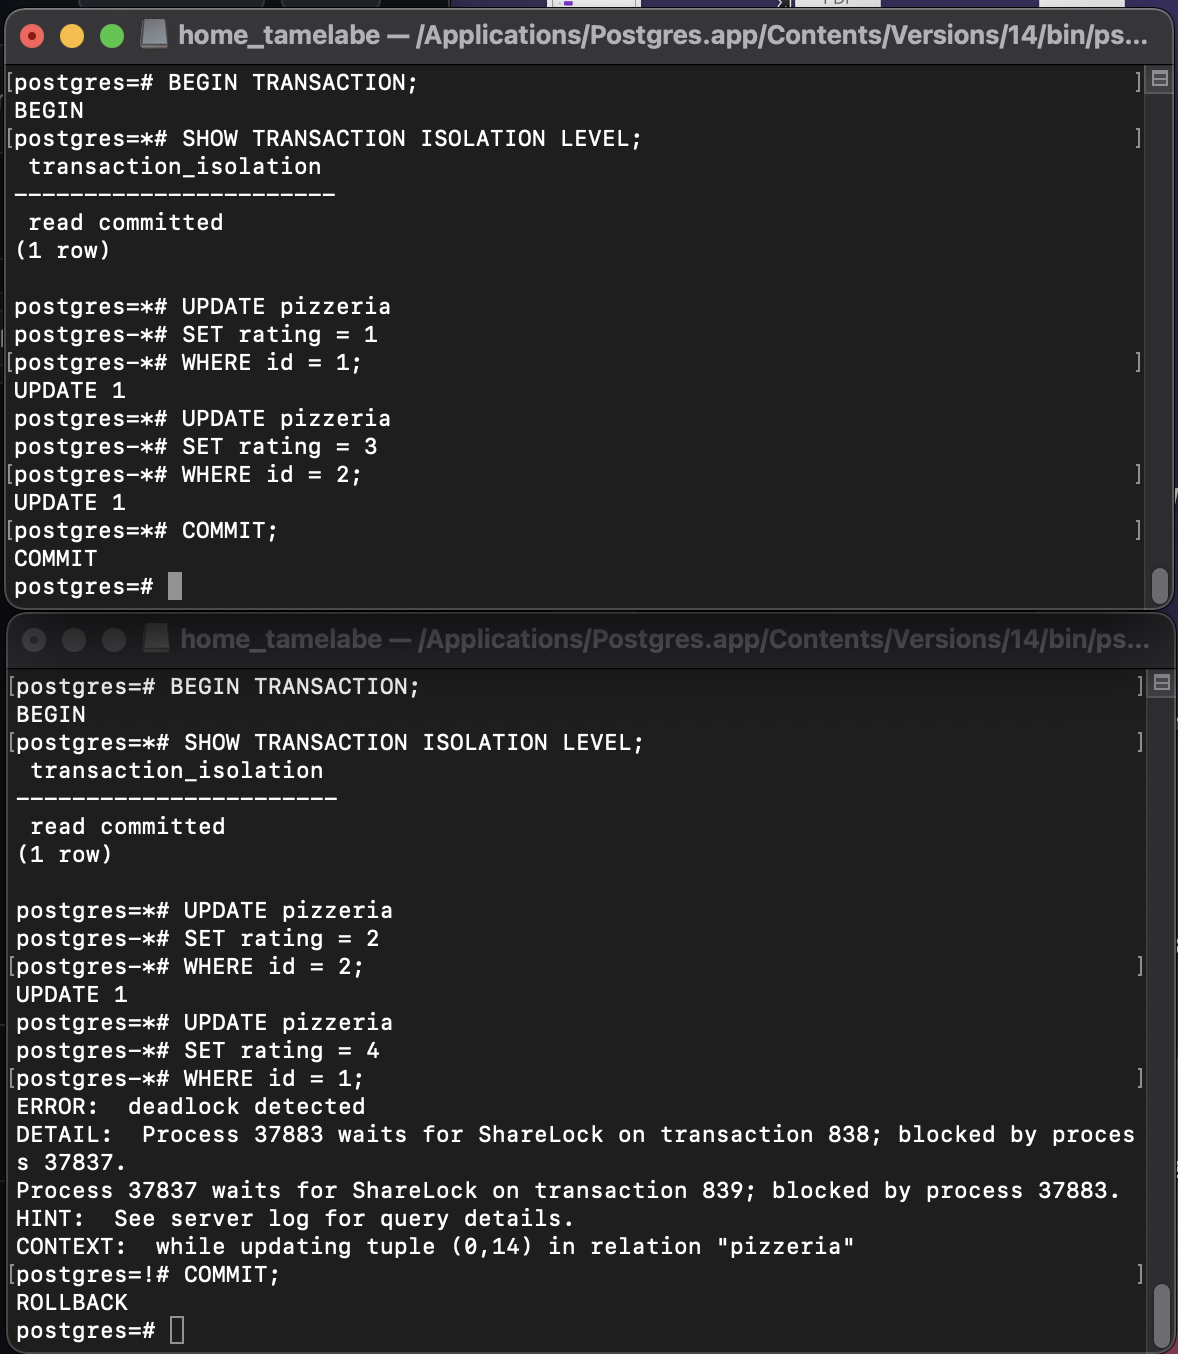 home_tamelabe — /Applications/Postgres.app/Contents/Versions/14/bin/ps...
[postgres=# BEGIN TRANSACTION; ]
BEGIN
[postgres=*# SHOW TRANSACTION ISOLATION LEVEL; ]
 transaction_isolation
-----------------------
 read committed
(1 row)

postgres=*# UPDATE pizzeria
postgres-*# SET rating = 1
[postgres-*# WHERE id = 1; ]
UPDATE 1
postgres=*# UPDATE pizzeria
postgres-*# SET rating = 3
[postgres-*# WHERE id = 2; ]
UPDATE 1
[postgres=*# COMMIT; ]
COMMIT
postgres=#
home_tamelabe — /Applications/Postgres.app/Contents/Versions/14/bin/ps...
[postgres=# BEGIN TRANSACTION; ]
BEGIN
[postgres=*# SHOW TRANSACTION ISOLATION LEVEL; ]
 transaction_isolation
-----------------------
 read committed
(1 row)

postgres=*# UPDATE pizzeria
postgres-*# SET rating = 2
[postgres-*# WHERE id = 2; ]
UPDATE 1
postgres=*# UPDATE pizzeria
postgres-*# SET rating = 4
[postgres-*# WHERE id = 1; ]
ERROR:  deadlock detected
DETAIL:  Process 37883 waits for ShareLock on transaction 838; blocked by proces
s 37837.
Process 37837 waits for ShareLock on transaction 839; blocked by process 37883.
HINT:  See server log for query details.
CONTEXT:  while updating tuple (0,14) in relation "pizzeria"
[postgres=!# COMMIT; ]
ROLLBACK
postgres=#